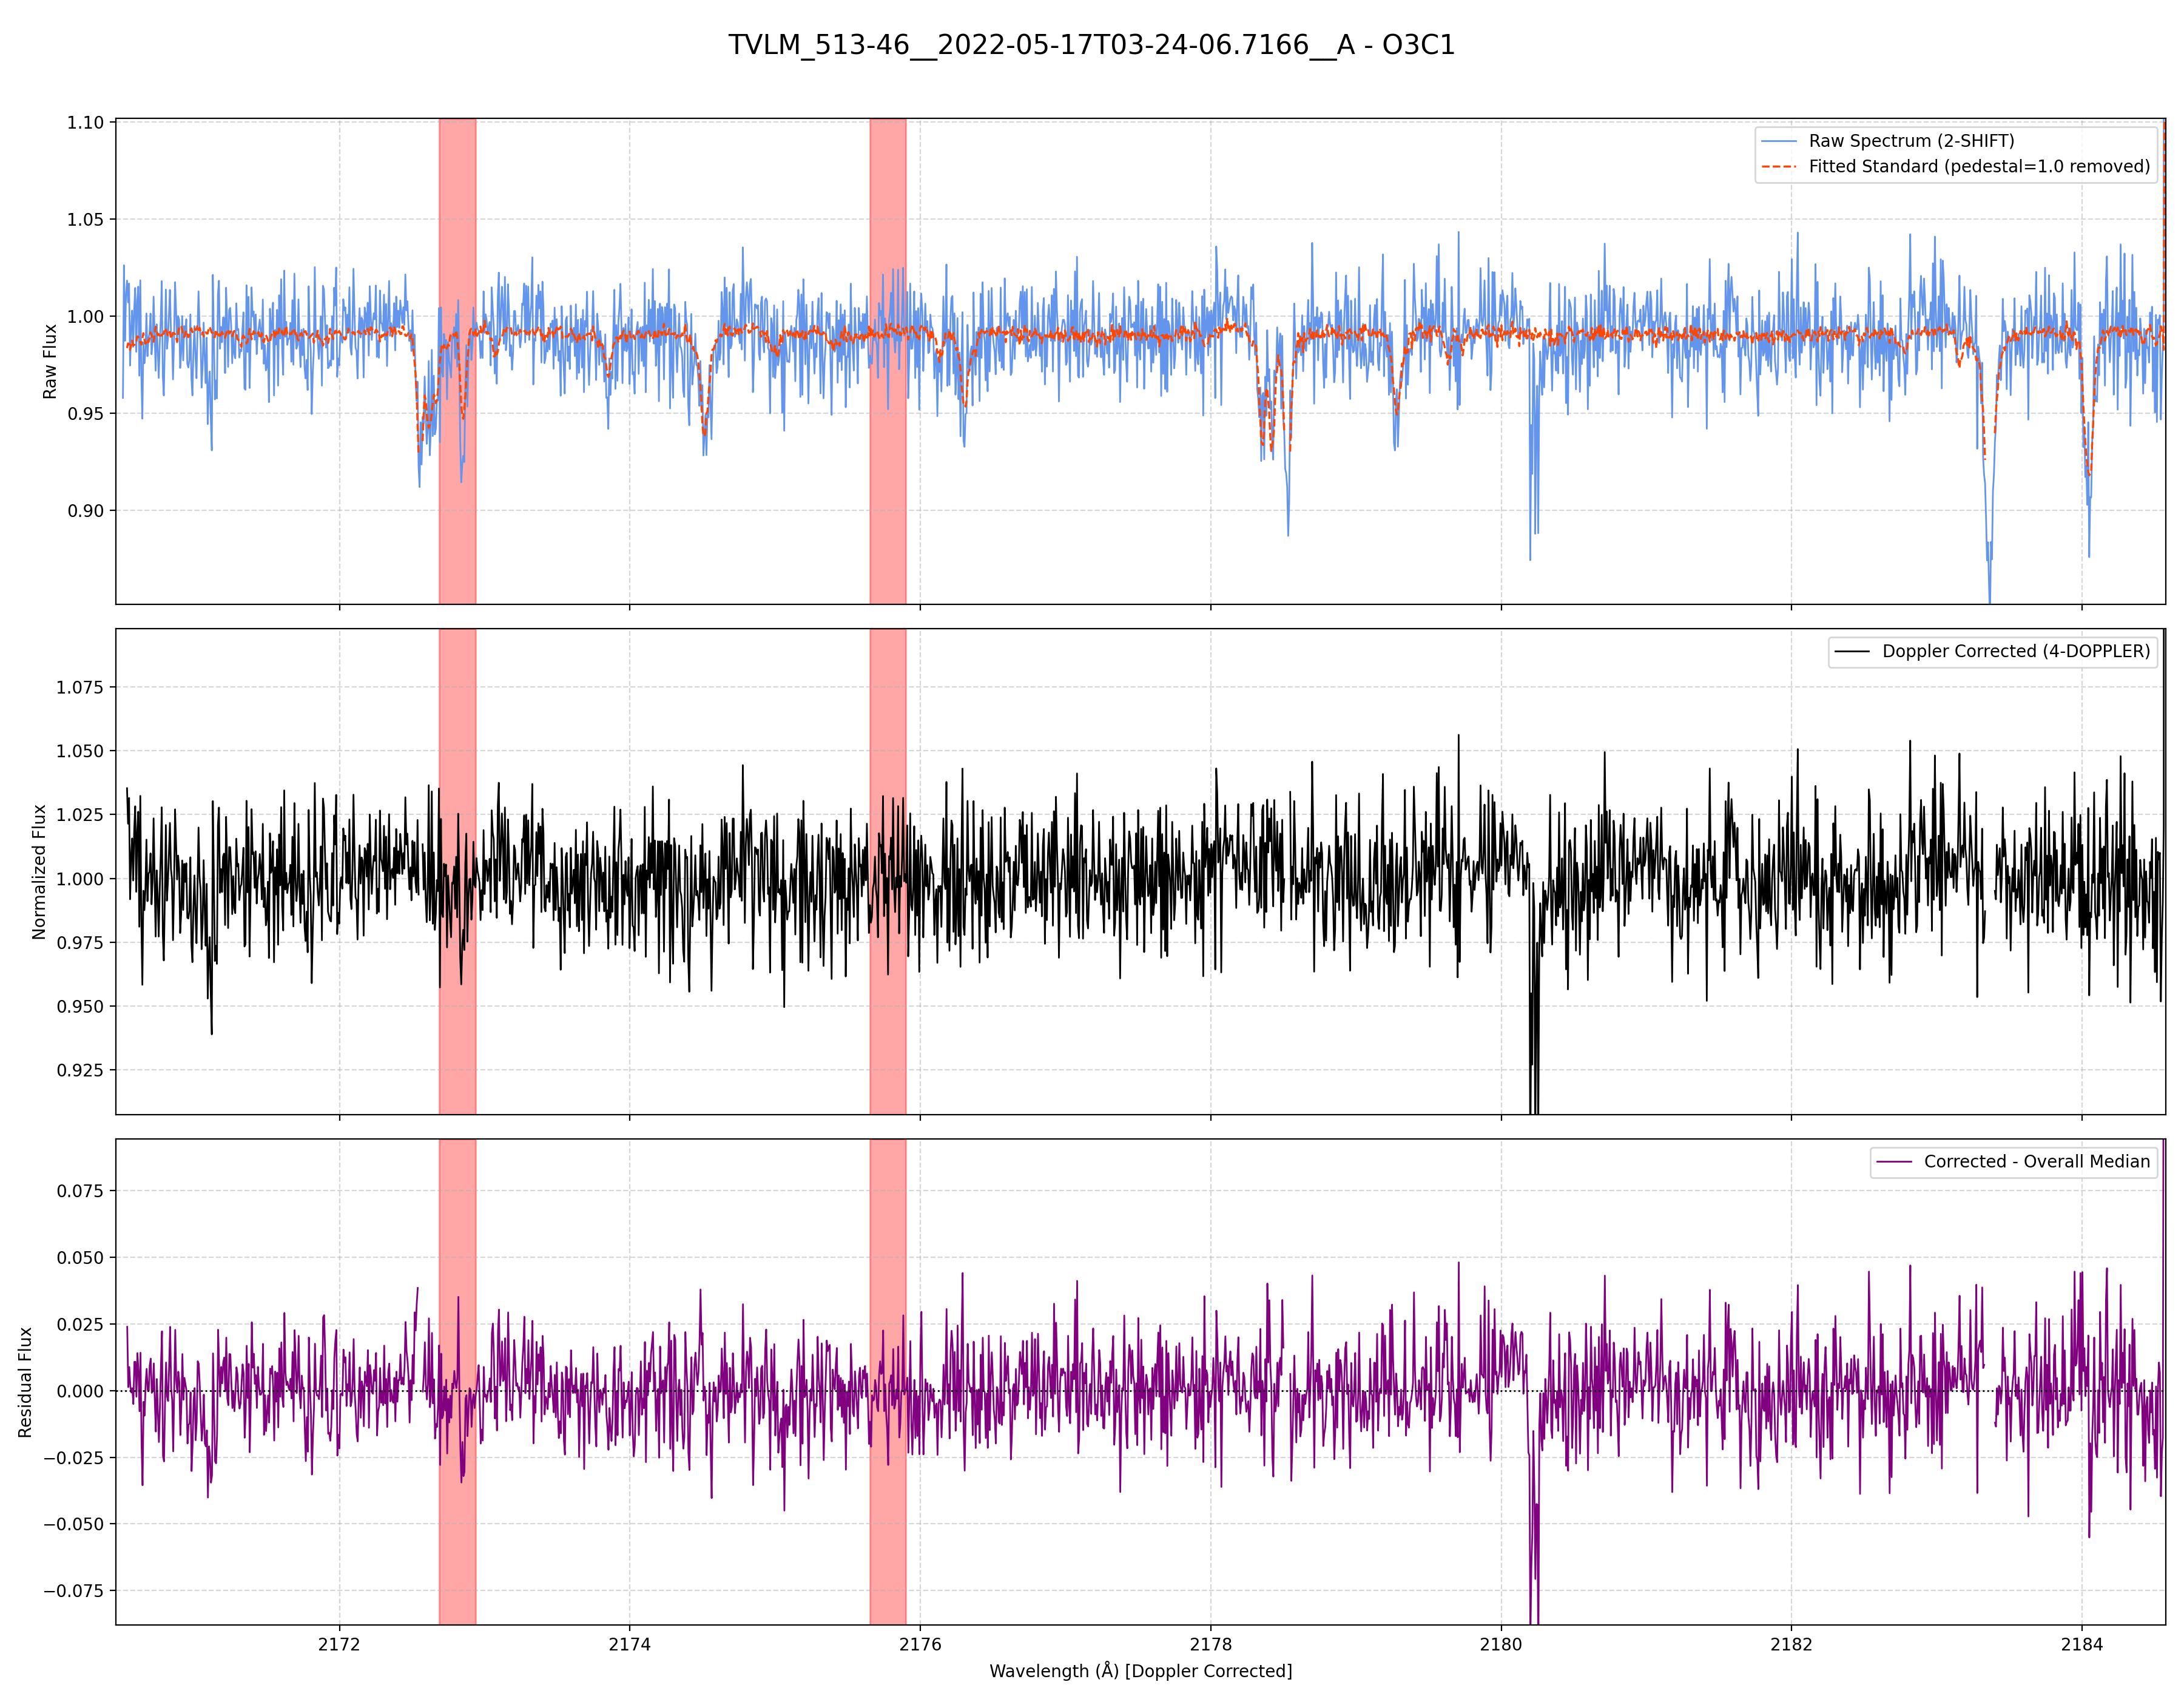 TVLM_513-46__2022-05-17T03-24-06.7166__A - O3C1
Raw Flux
1.10
1.05
1.00
0.95
0.90
Raw Spectrum (2-SHIFT)
Fitted Standard (pedestal=1.0 removed)
Normalized Flux
1.075
1.050
1.025
1.000
0.975
0.950
0.925
Doppler Corrected (4-DOPPLER)
Residual Flux
0.075
0.050
0.025
0.000
−0.025
−0.050
−0.075
Corrected - Overall Median
2172 2174 2176 2178 2180 2182 2184
Wavelength (Å) [Doppler Corrected]